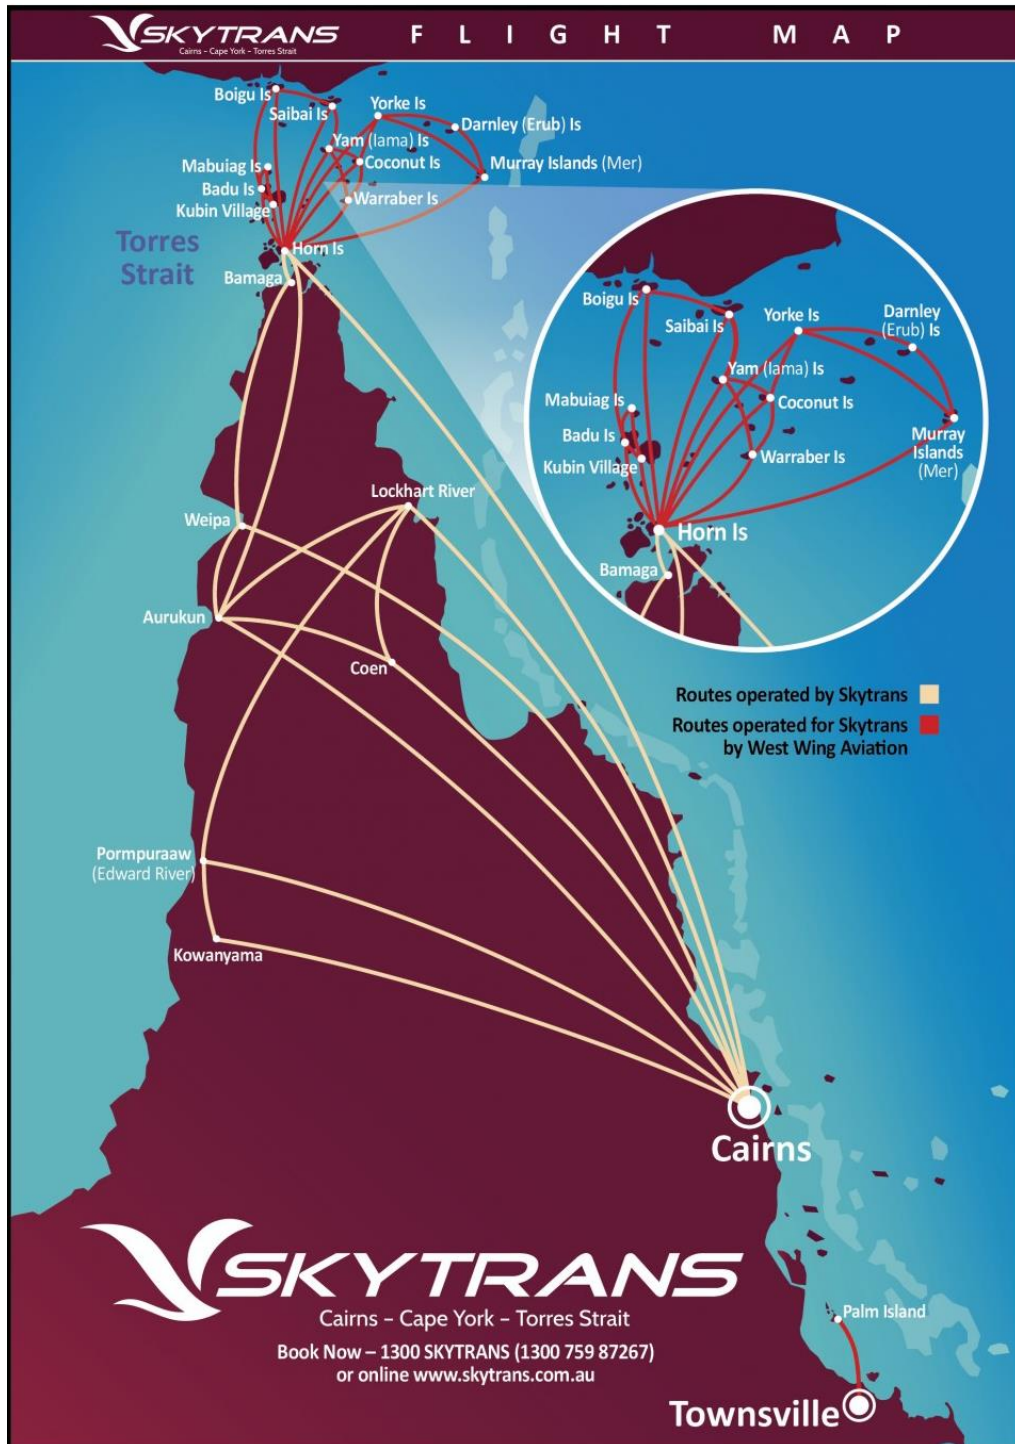 SKYTRANS
Cairns – Cape York – Torres Strait
FLIGHT MAP
Boigu Is
Saibai Is
Yorke Is
Darnley (Erub) Is
Yam (Iama) Is
Coconut Is
Murray Islands (Mer)
Mabuiag Is
Badu Is
Kubin Village
Warraber Is
Torres
Strait
Horn Is
Bamaga
Boigu Is
Saibai Is
Yorke Is
Darnley
(Erub) Is
Yam (Iama) Is
Mabuiag Is
Coconut Is
Badu Is
Kubin Village
Warraber Is
Murray
Islands
(Mer)
Horn Is
Bamaga
Lockhart River
Weipa
Aurukun
Coen
Routes operated by Skytrans
Routes operated for Skytrans
by West Wing Aviation
Pormpuraaw
(Edward River)
Kowanyama
Cairns
SKYTRANS
Cairns – Cape York – Torres Strait
Book Now – 1300 SKYTRANS (1300 759 87267)
or online www.skytrans.com.au
Palm Island
Townsville